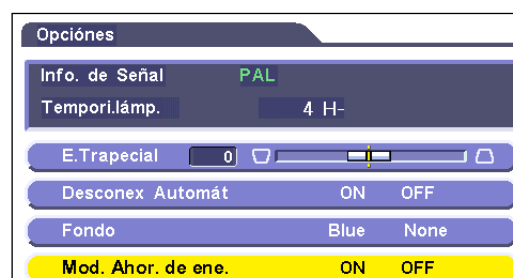 Opciónes
Info. de Señal PAL
Tempori.lámp. 4 H-
E.Trapecial 0
Desconex Automát ON OFF
Fondo Blue None
Mod. Ahor. de ene. ON OFF